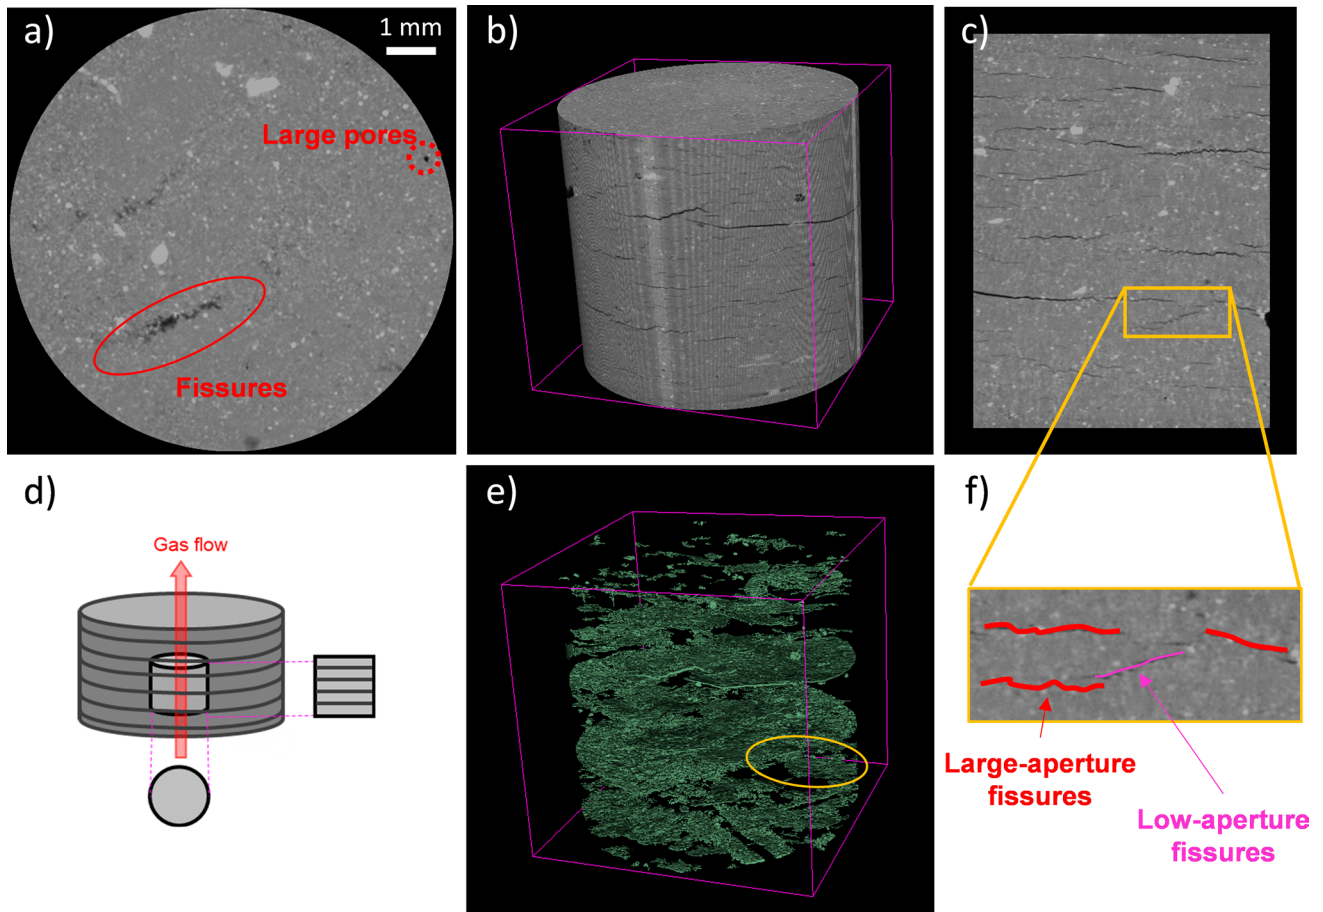 a)
1 mm
Large pores
Fissures
b)
c)
d)
Gas flow
e)
f)
Large-aperture
fissures
Low-aperture
fissures